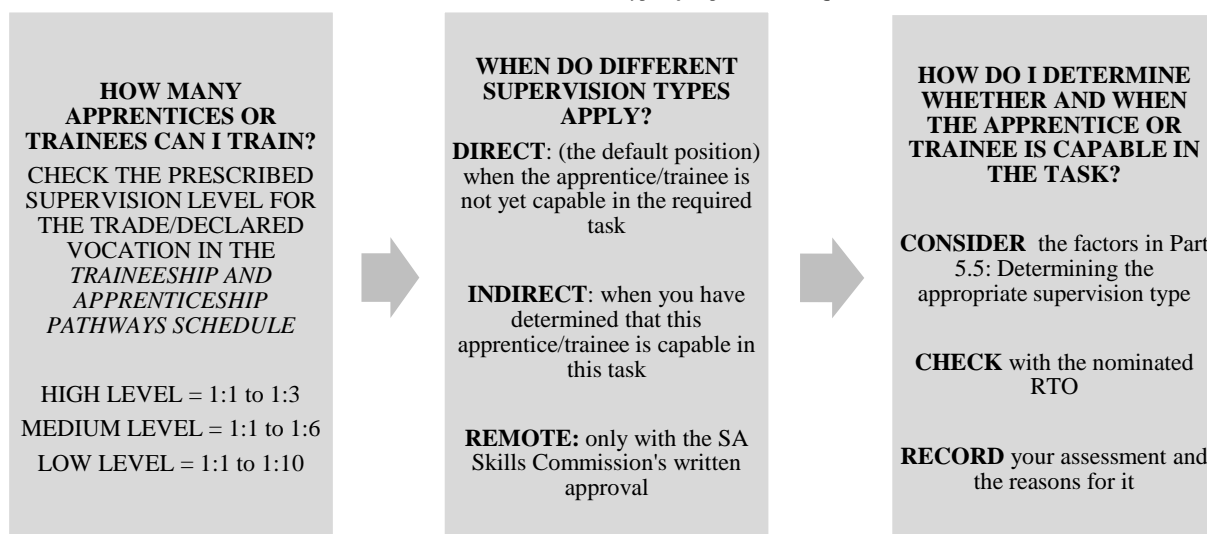 HOW MANY
APPRENTICES OR
TRAINEES CAN I TRAIN?
CHECK THE PRESCRIBED
SUPERVISION LEVEL FOR
THE TRADE/DECLARED
VOCATION IN THE
TRAINEESHIP AND
APPRENTICESHIP
PATHWAYS SCHEDULE
HIGH LEVEL = 1:1 to 1:3
MEDIUM LEVEL = 1:1 to 1:6
LOW LEVEL = 1:1 to 1:10
WHEN DO DIFFERENT
SUPERVISION TYPES
APPLY?
DIRECT: (the default position)
when the apprentice/trainee is
not yet capable in the required
task
INDIRECT: when you have
determined that this
apprentice/trainee is capable in
this task
REMOTE: only with the SA
Skills Commission's written
approval
HOW DO I DETERMINE
WHETHER AND WHEN
THE APPRENTICE OR
TRAINEE IS CAPABLE IN
THE TASK?
CONSIDER the factors in Part
5.5: Determining the
appropriate supervision type
CHECK with the nominated
RTO
RECORD your assessment and
the reasons for it